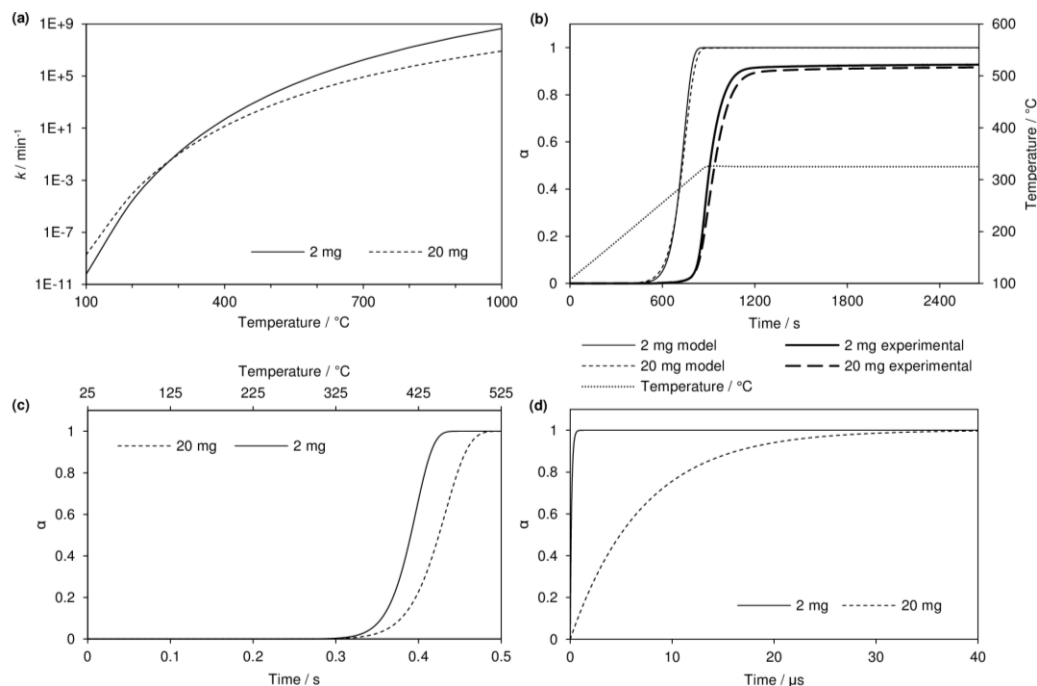 (a)
1E+9
1E+5
1E+1
1E-3
1E-7
1E-11
k / min⁻¹
2 mg
20 mg
100
400
700
1000
Temperature / °C
(b)
1
0.8
0.6
0.4
0.2
0
α
600
500
400
300
200
100
Temperature / °C
0
600
1200
1800
2400
Time / s
2 mg model
2 mg experimental
20 mg model
20 mg experimental
Temperature / °C
Temperature / °C
(c)
25
125
225
325
425
525
20 mg
2 mg
1
0.8
0.6
0.4
0.2
0
α
0
0.1
0.2
0.3
0.4
0.5
Time / s
(d)
1
0.8
0.6
0.4
0.2
0
α
2 mg
20 mg
0
10
20
30
40
Time / µs